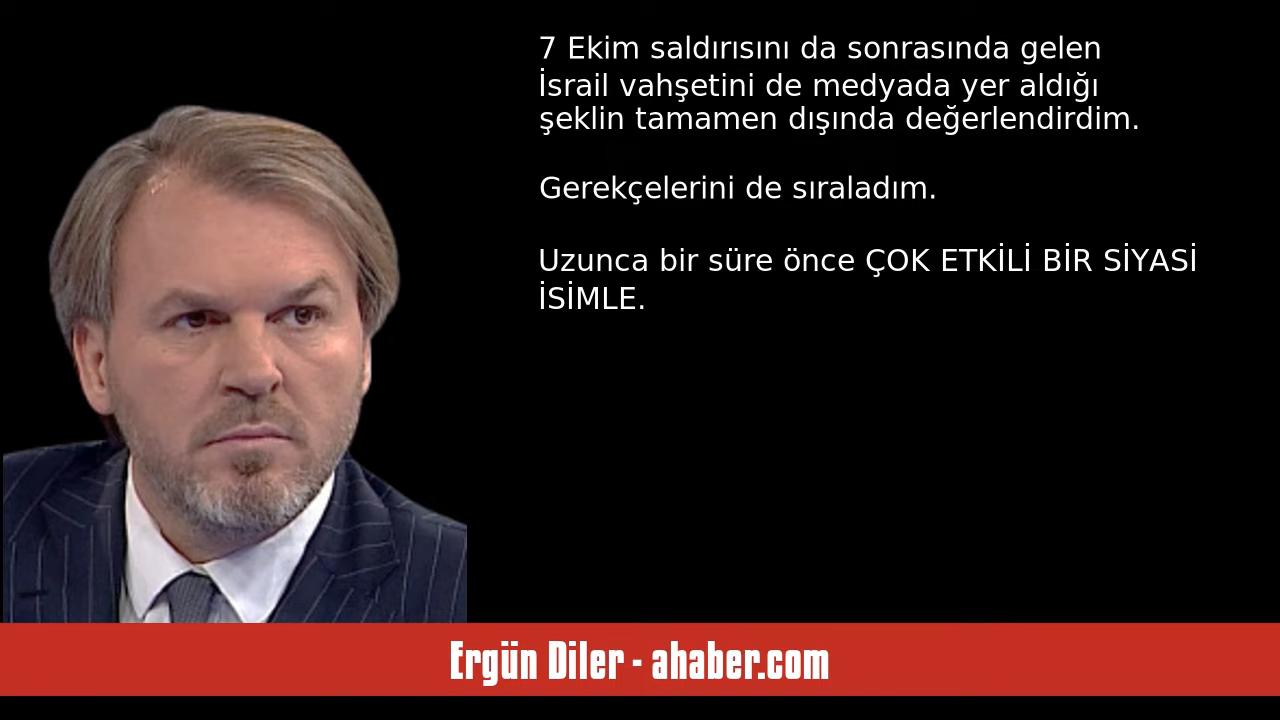 7 Ekim saldırısını da sonrasında gelen
İsrail vahşetini de medyada yer aldığı
şeklin tamamen dışında değerlendirdim.
Gerekçelerini de sıraladım.
Uzunca bir süre önce ÇOK ETKİLİ BİR SİYASİ
İSİMLE.
Ergün Diler - ahaber.com